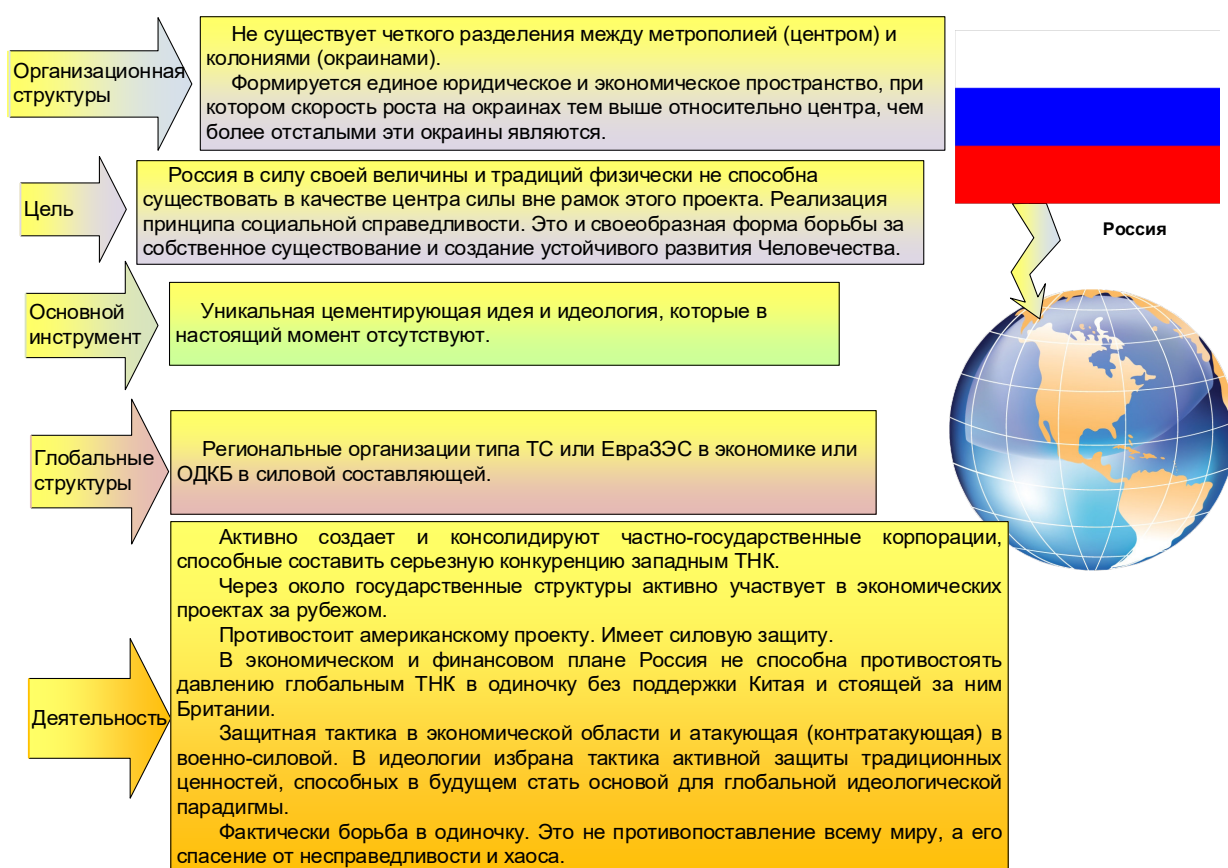 Организационная
структуры
Не существует четкого разделения между метрополией (центром) и
колониями (окраинами).
Формируется единое юридическое и экономическое пространство, при
котором скорость роста на окраинах тем выше относительно центра, чем
более отсталыми эти окраины являются.
Цель
Россия в силу своей величины и традиций физически не способна
существовать в качестве центра силы вне рамок этого проекта. Реализация
принципа социальной справедливости. Это и своеобразная форма борьбы за
собственное существование и создание устойчивого развития Человечества.
Россия
Основной
инструмент
Уникальная цементирующая идея и идеология, которые в
настоящий момент отсутствуют.
Глобальные
структуры
Региональные организации типа ТС или ЕвраЗЭС в экономике или
ОДКБ в силовой составляющей.
Деятельность
Активно создает и консолидируют частно-государственные корпорации,
способные составить серьезную конкуренцию западным ТНК.
Через около государственные структуры активно участвует в экономических
проектах за рубежом.
Противостоит американскому проекту. Имеет силовую защиту.
В экономическом и финансовом плане Россия не способна противостоять
давлению глобальным ТНК в одиночку без поддержки Китая и стоящей за ним
Британии.
Защитная тактика в экономической области и атакующая (контратакующая) в
военно-силовой. В идеологии избрана тактика активной защиты традиционных
ценностей, способных в будущем стать основой для глобальной идеологической
парадигмы.
Фактически борьба в одиночку. Это не противопоставление всему миру, а его
спасение от несправедливости и хаоса.